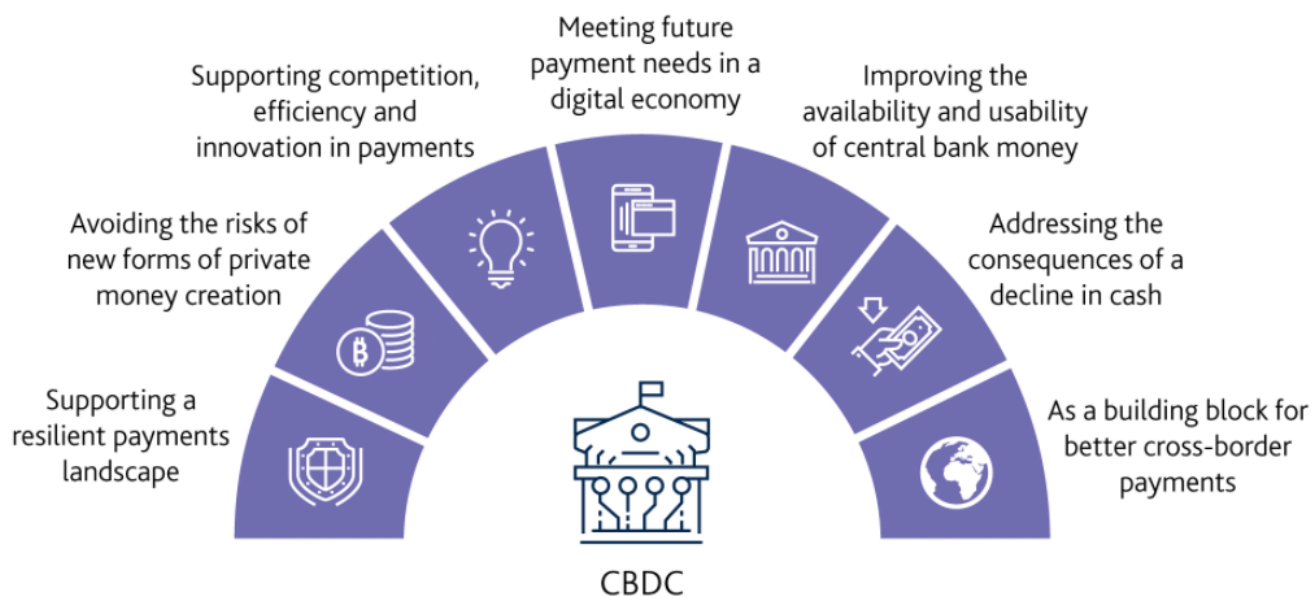 Supporting a
resilient payments
landscape
Avoiding the risks of
new forms of private
money creation
Supporting competition,
efficiency and
innovation in payments
Meeting future
payment needs in a
digital economy
Improving the
availability and usability
of central bank money
Addressing the
consequences of a
decline in cash
As a building block for
better cross-border
payments
CBDC